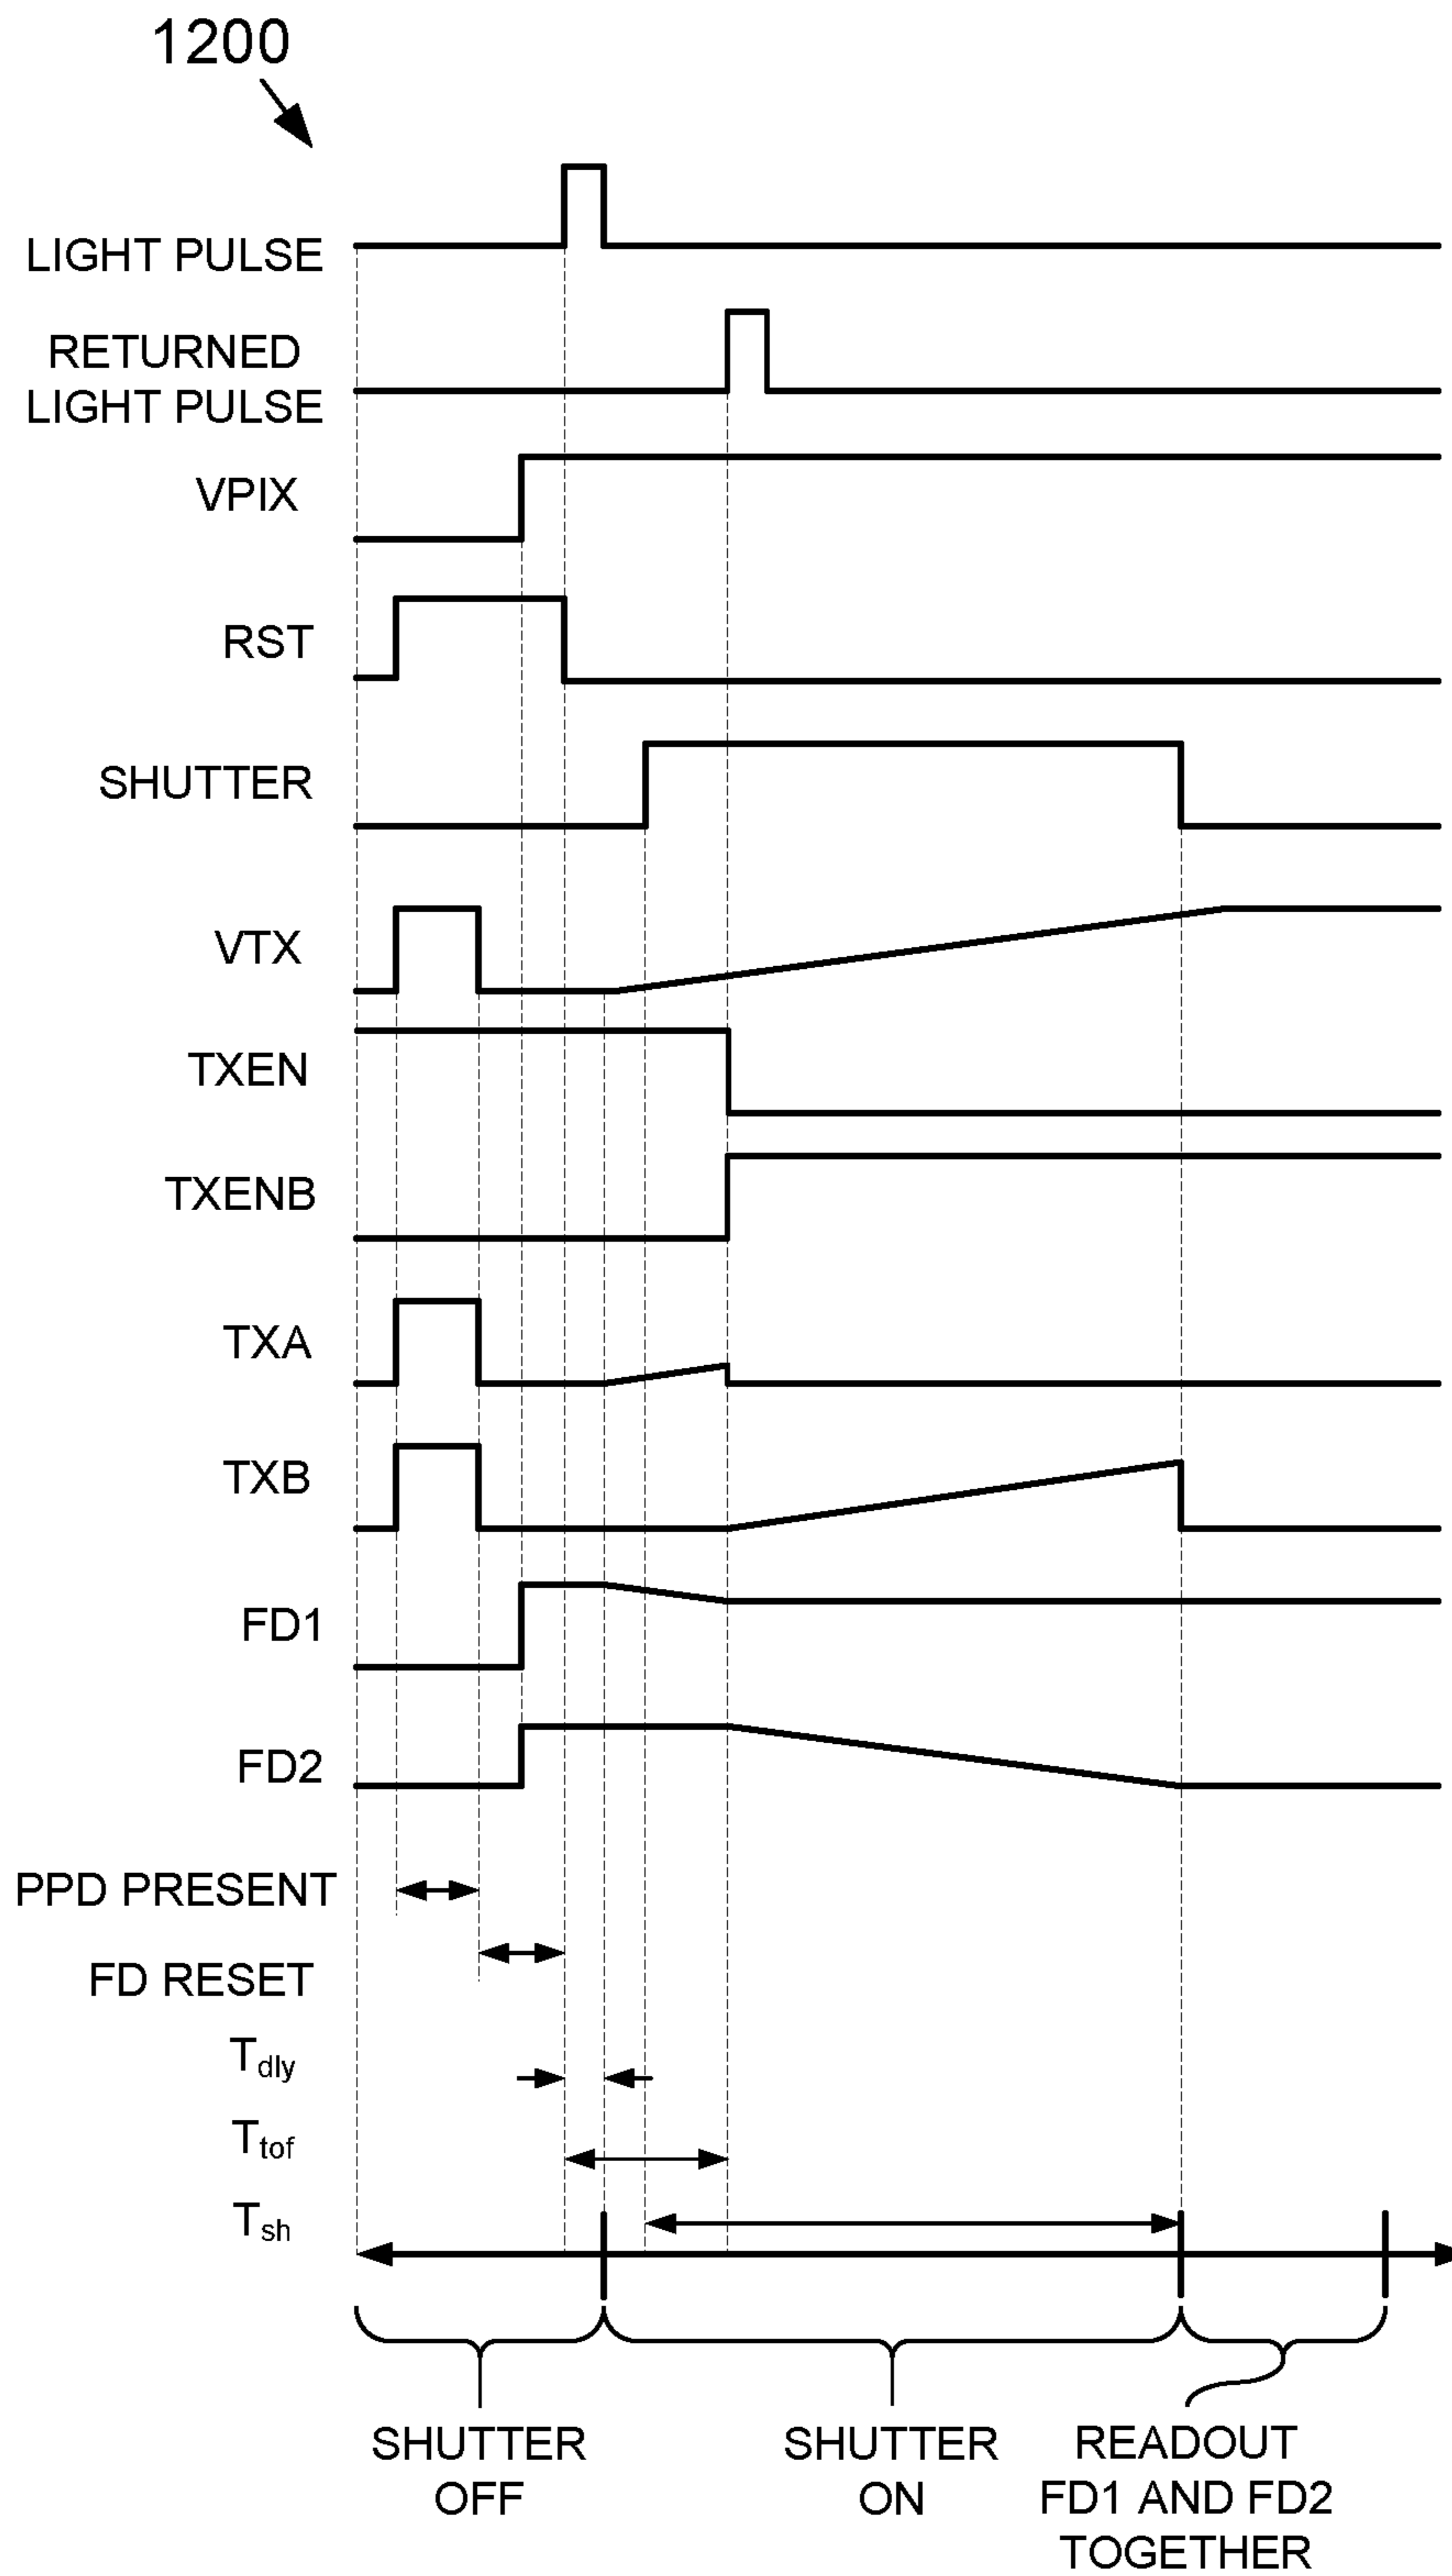 1200
LIGHT PULSE
RETURNED
LIGHT PULSE
VPIX
RST
SHUTTER
VTX
TXEN
TXENB
TXA
TXB
FD1
FD2
PPD PRESENT
FD RESET
Tdly
Ttof
Tsh
SHUTTER
OFF
SHUTTER
ON
READOUT
FD1 AND FD2
TOGETHER